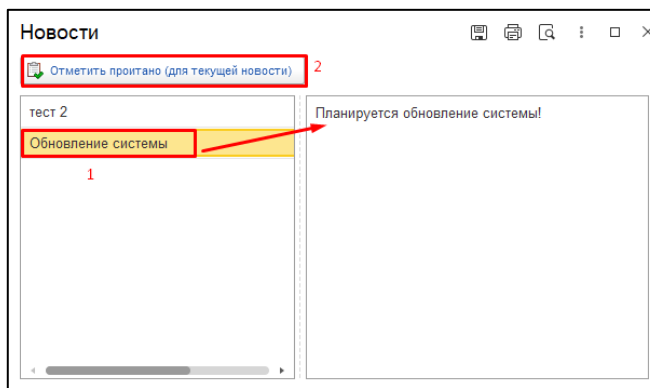 Новости
Отметить проитано (для текущей новости)
2
тест 2
Обновление системы
1
Планируется обновление системы!